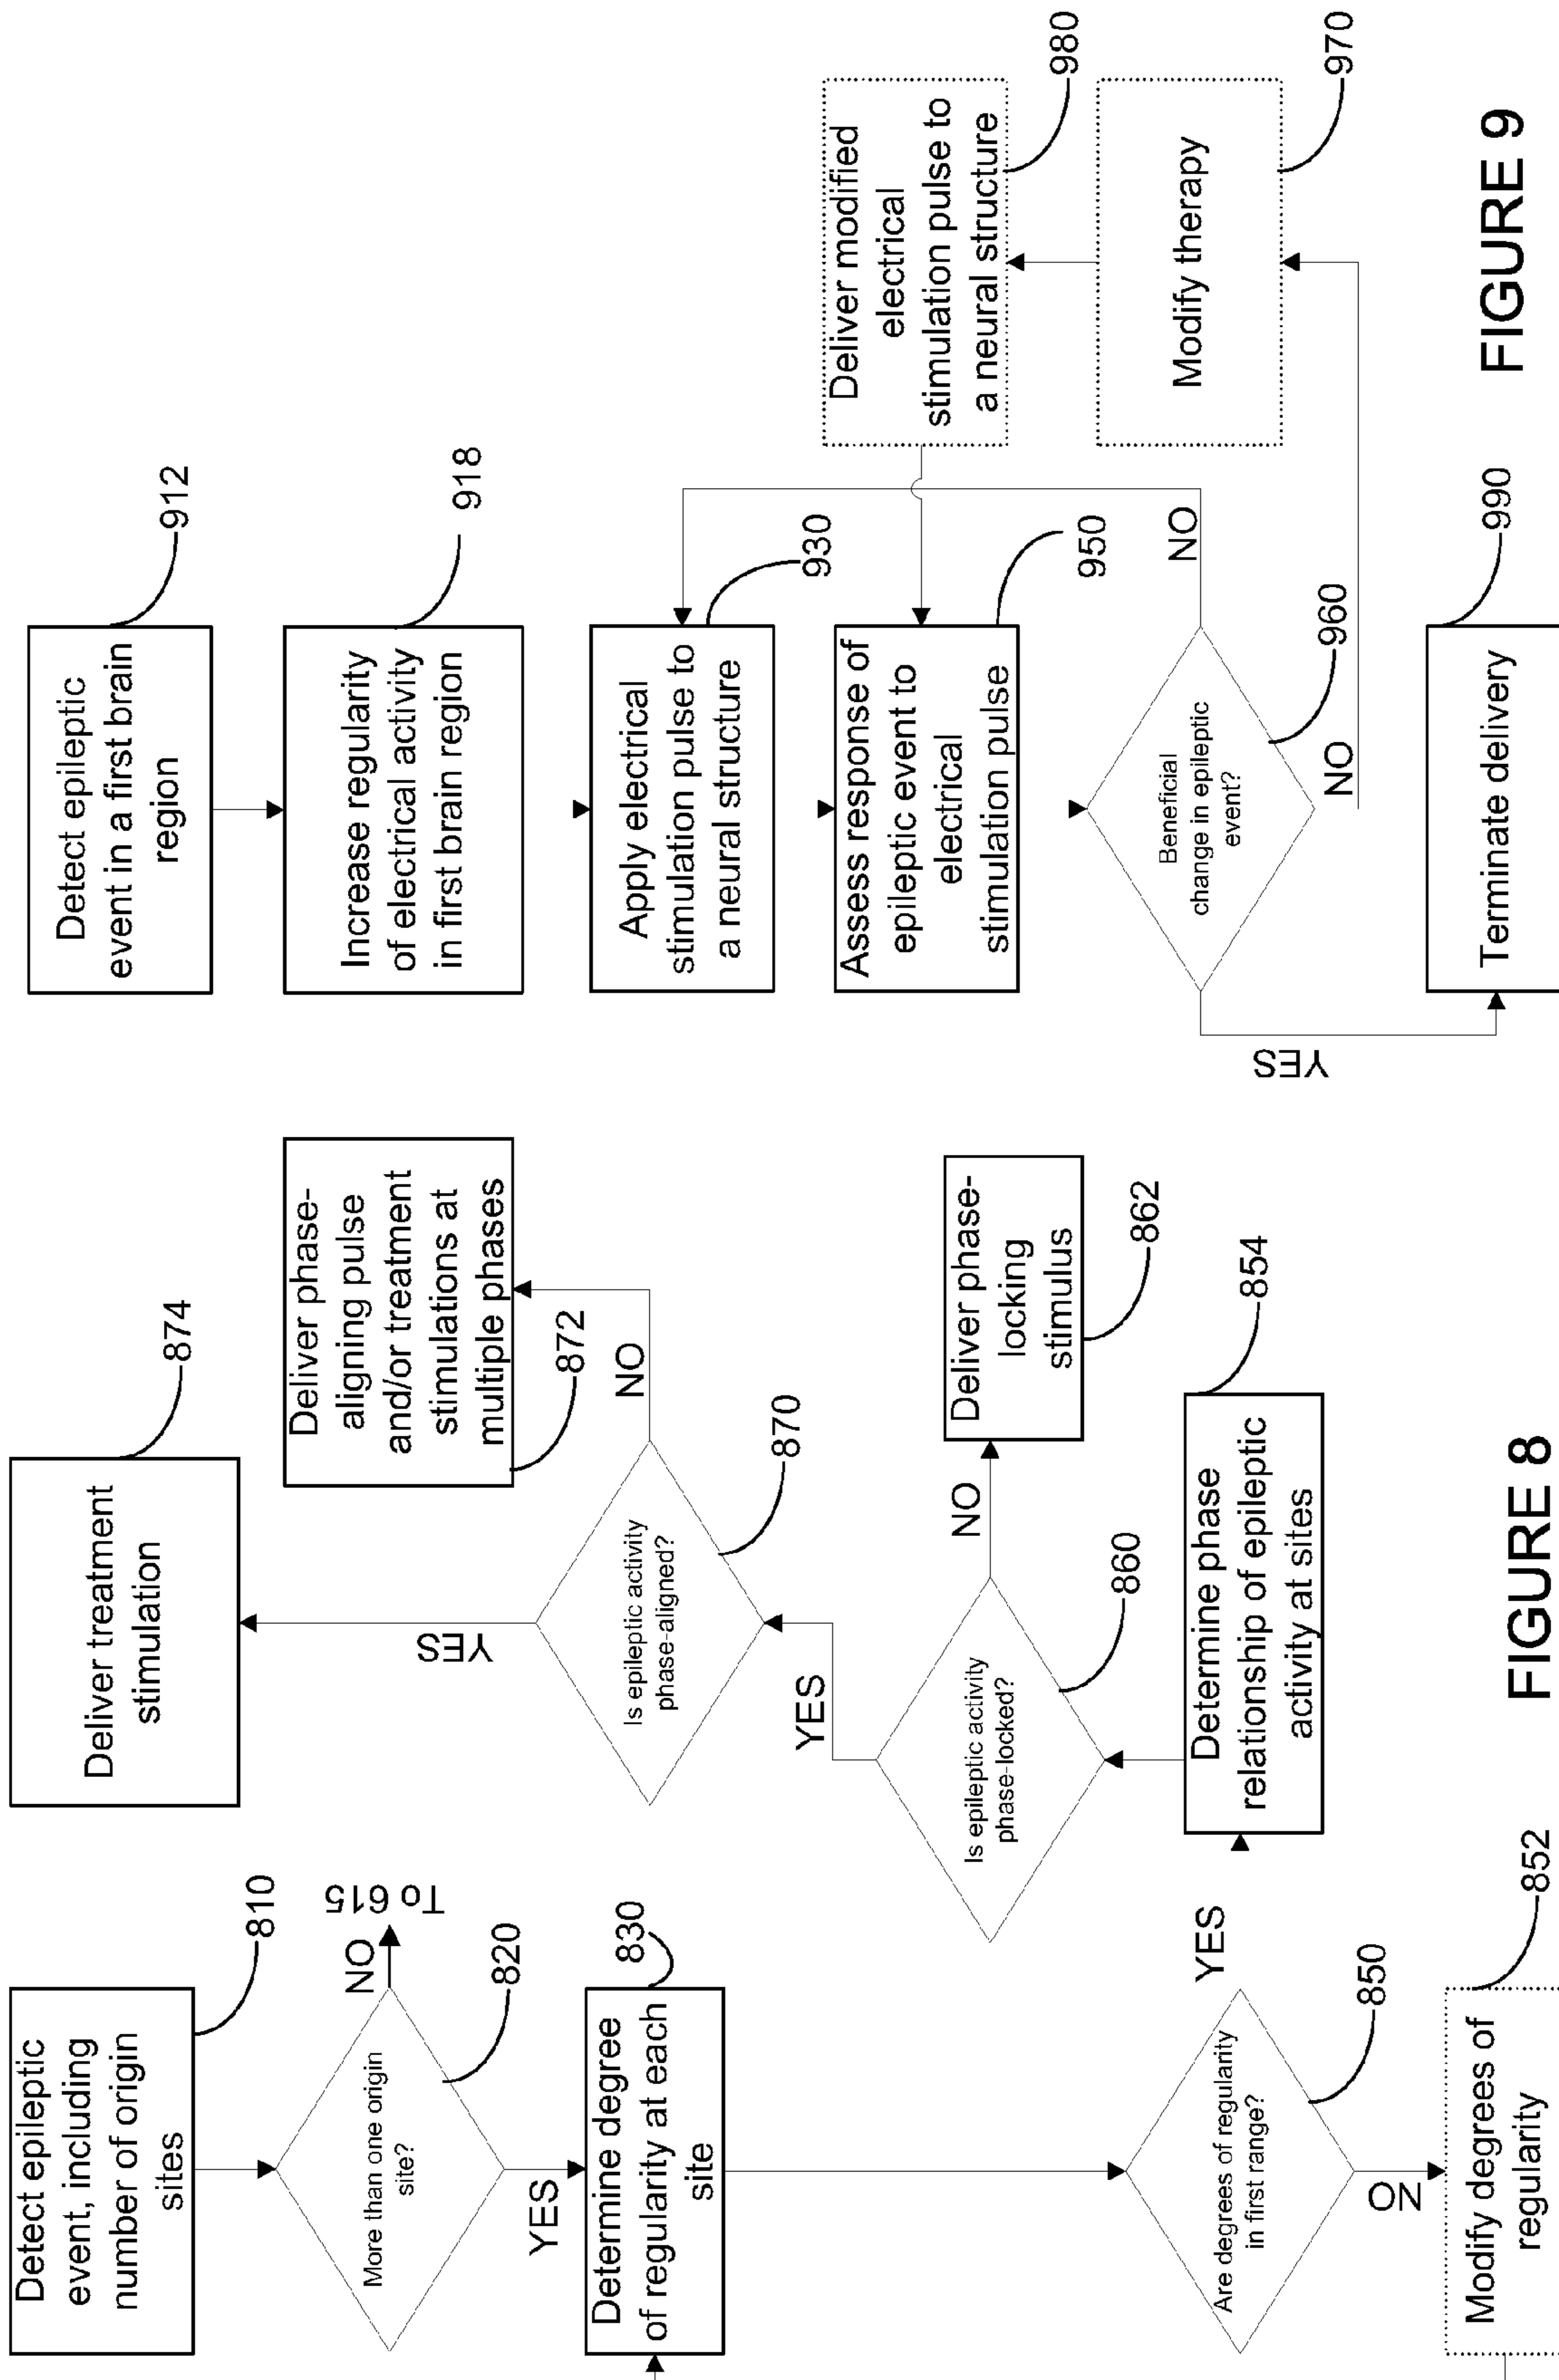 Detect epileptic
event, including
number of origin
sites
810
More than one origin
site?
820
NO
To 615
YES
Determine degree
of regularity at each
site
830
Are degrees of regularity
in first range?
850
YES
NO
Modify degrees of
regularity
852
Determine phase
relationship of epileptic
activity at sites
854
Is epileptic activity
phase-locked?
860
NO
Deliver phase-
locking
stimulus
862
YES
Is epileptic activity
phase-aligned?
870
NO
Deliver phase-
aligning pulse
and/or treatment
stimulations at
multiple phases
872
YES
Deliver treatment
stimulation
874
FIGURE 8
Detect epileptic
event in a first brain
region
912
Increase regularity
of electrical activity
in first brain region
918
Apply electrical
stimulation pulse to
a neural structure
930
Assess response of
epileptic event to
electrical
stimulation pulse
950
Beneficial
change in epileptic
event?
960
NO
NO
YES
Modify therapy
970
Deliver modified
electrical
stimulation pulse to
a neural structure
980
Terminate delivery
990
FIGURE 9